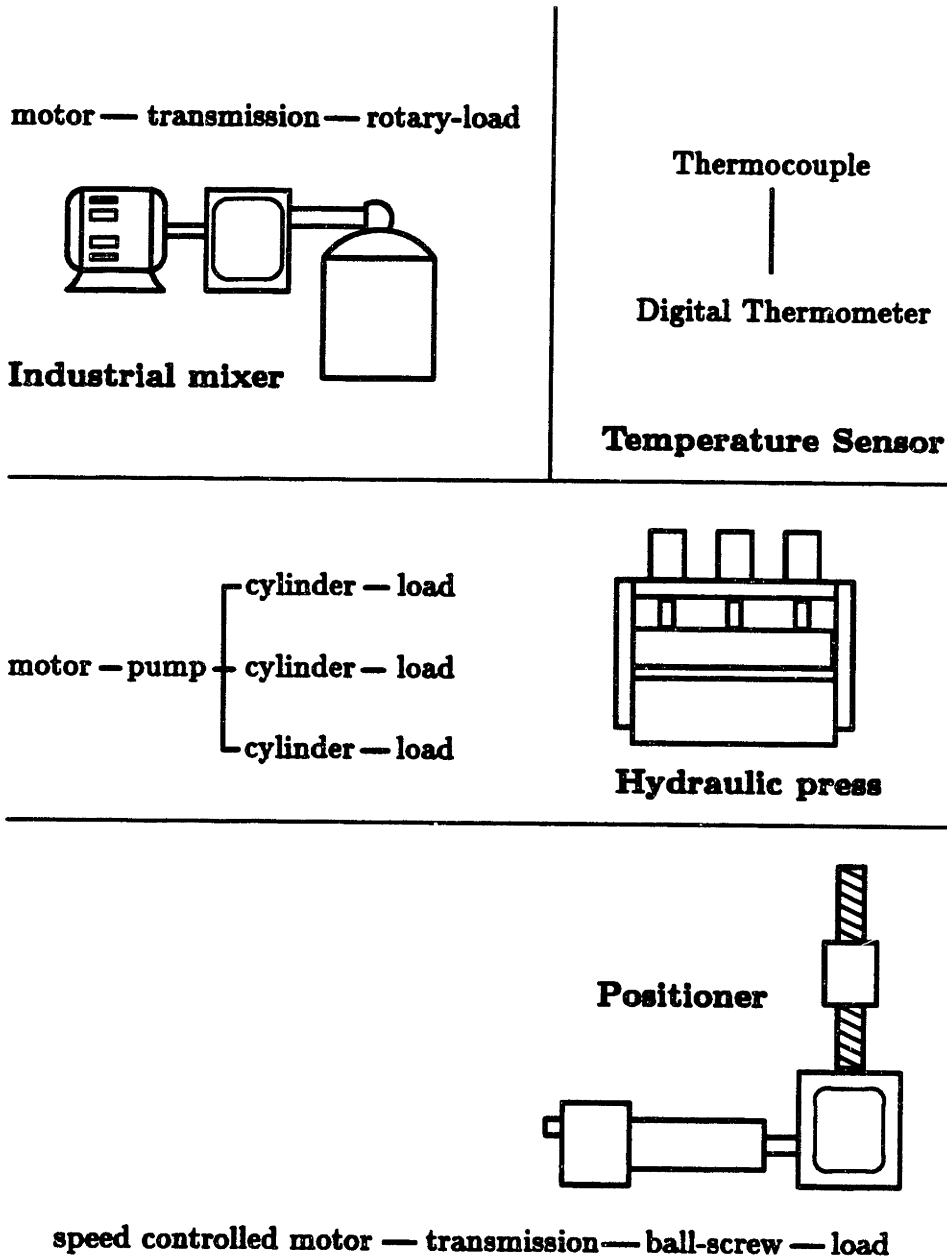 motor — transmission — rotary-load
Industrial mixer
Thermocouple
Digital Thermometer
Temperature Sensor
cylinder — load
motor — pump — cylinder — load
cylinder — load
Hydraulic press
Positioner
speed controlled motor — transmission — ball-screw — load